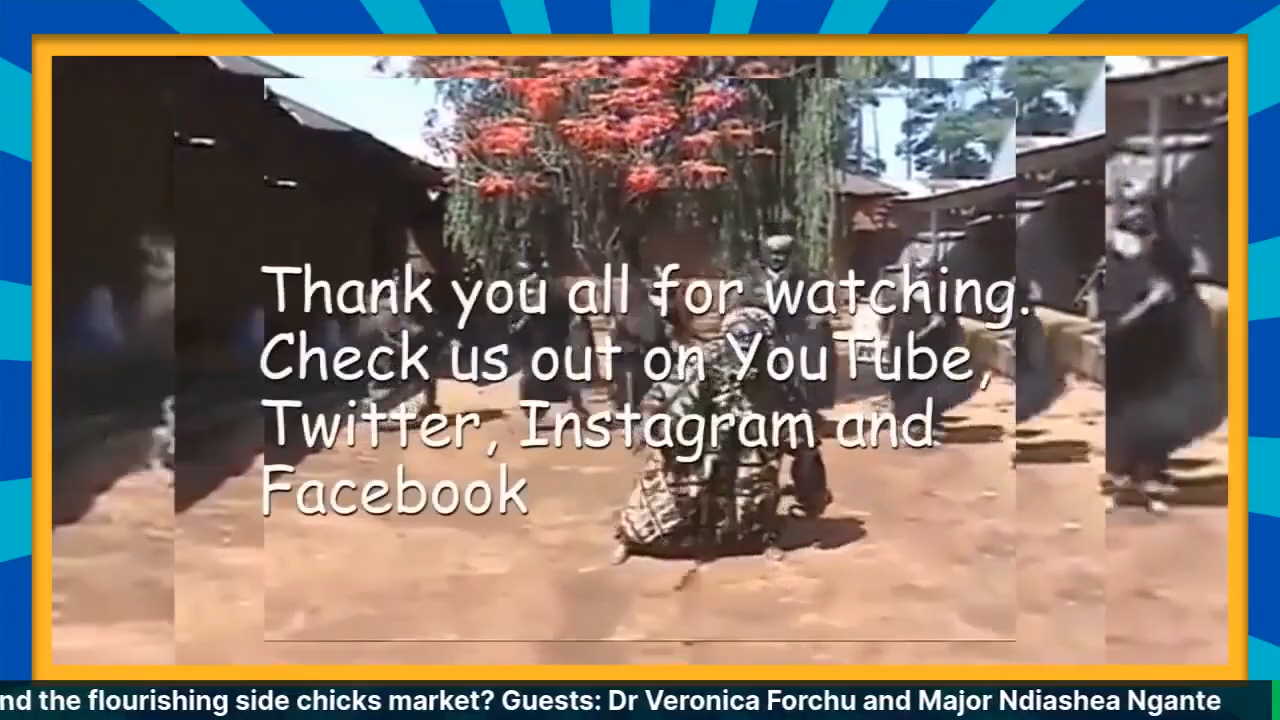 Thank you all for watching.
Check us out on YouTube,
Twitter, Instagram and
Facebook
nd the flourishing side chicks market? Guests: Dr Veronica Forchu and Major Ndiashea Ngante